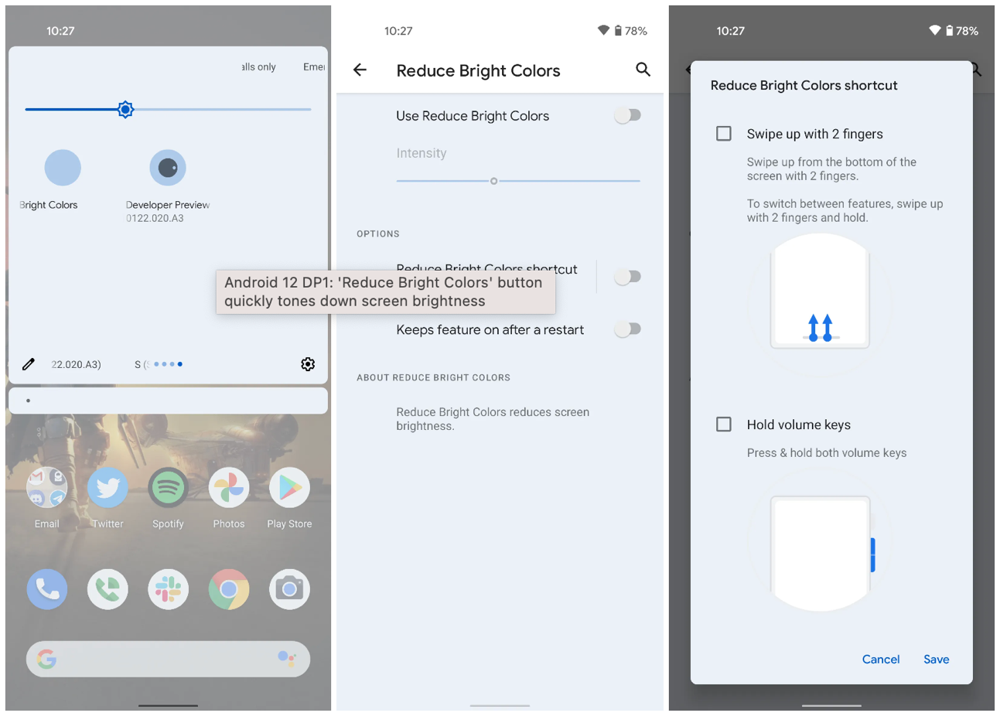 10:27
alls only
Emer
Bright Colors
Developer Preview
0122.020.A3
22.020.A3)
S (S
Email
Twitter
Spotify
Photos
Play Store
10:27
78%
Reduce Bright Colors
Use Reduce Bright Colors
Intensity
OPTIONS
Reduce Bright Colors shortcut
Android 12 DP1: 'Reduce Bright Colors' button
quickly tones down screen brightness
Keeps feature on after a restart
ABOUT REDUCE BRIGHT COLORS
Reduce Bright Colors reduces screen
brightness.
10:27
78%
Reduce Bright Colors shortcut
Swipe up with 2 fingers
Swipe up from the bottom of the
screen with 2 fingers.
To switch between features, swipe up
with 2 fingers and hold.
Hold volume keys
Press & hold both volume keys
Cancel
Save